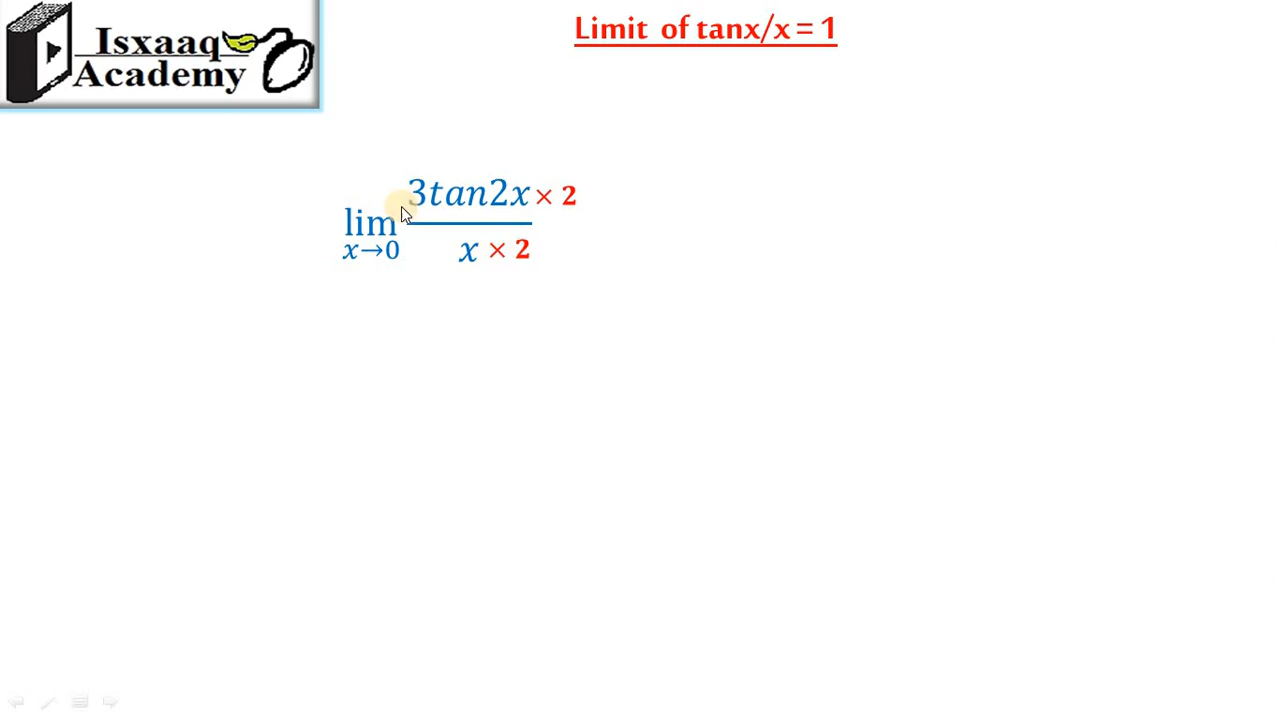 Isxaaq
Academy
Limit of tanx/x = 1
3tan2x × 2
lim
x→0
x × 2